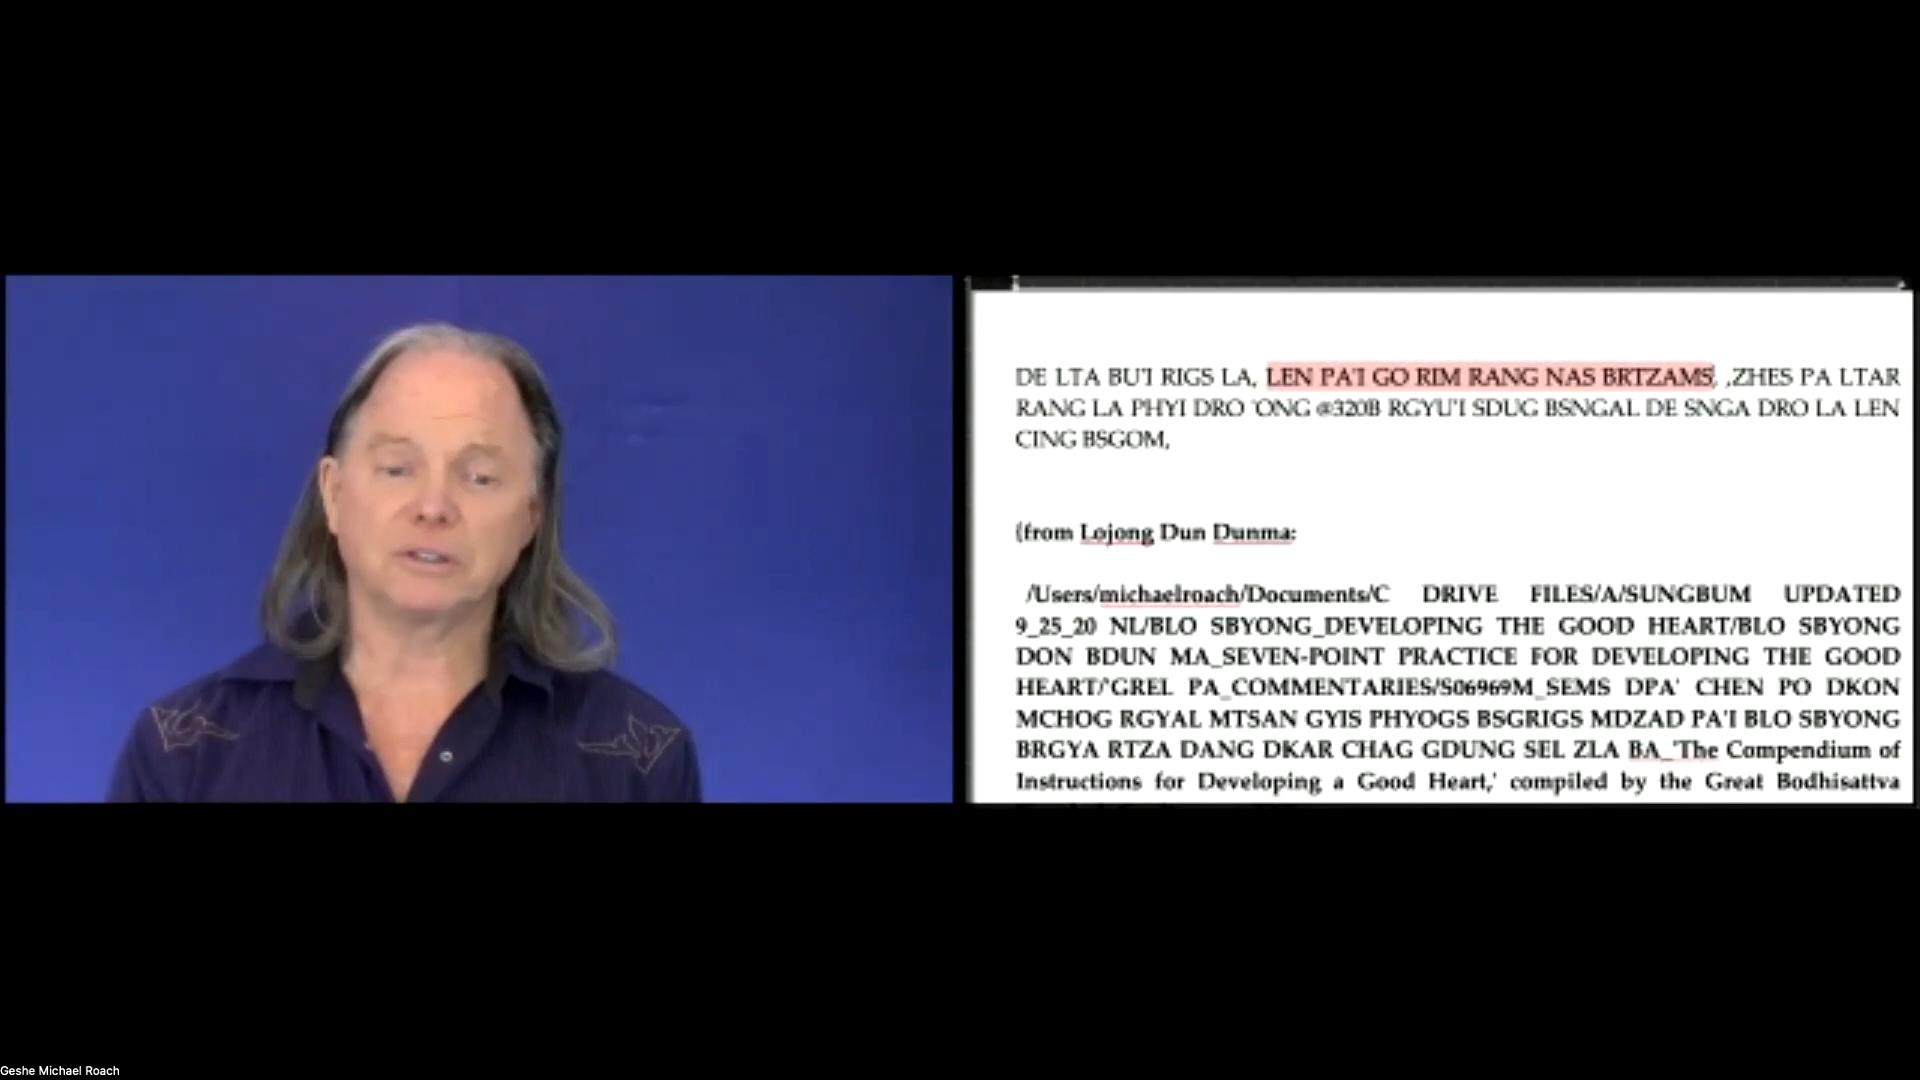 DE LTA BU'I RIGS LA, LEN PA'I GO RIM RANG NAS BRTZAMS, ,ZHES PA LTAR
RANG LA PHYI DRO 'ONG @320B RGYU'I SDUG BSNGAL DE SNGA DRO LA LEN
CING BSGOM,
(from Lojong Dun Dunma:
/Users/michaelroach/Documents/C DRIVE FILES/A/SUNGBUM UPDATED
9_25_20 NL/BLO SBYONG_DEVELOPING THE GOOD HEART/BLO SBYONG
DON BDUN MA_SEVEN-POINT PRACTICE FOR DEVELOPING THE GOOD
HEART/'GREL PA_COMMENTARIES/S06969M_SEMS DPA' CHEN PO DKON
MCHOG RGYAL MTSAN GYIS PHYOGS BSGRIGS MDZAD PA'I BLO SBYONG
BRGYA RTZA DANG DKAR CHAG GDUNG SEL ZLA BA_'The Compendium of
Instructions for Developing a Good Heart,' compiled by the Great Bodhisattva
Geshe Michael Roach